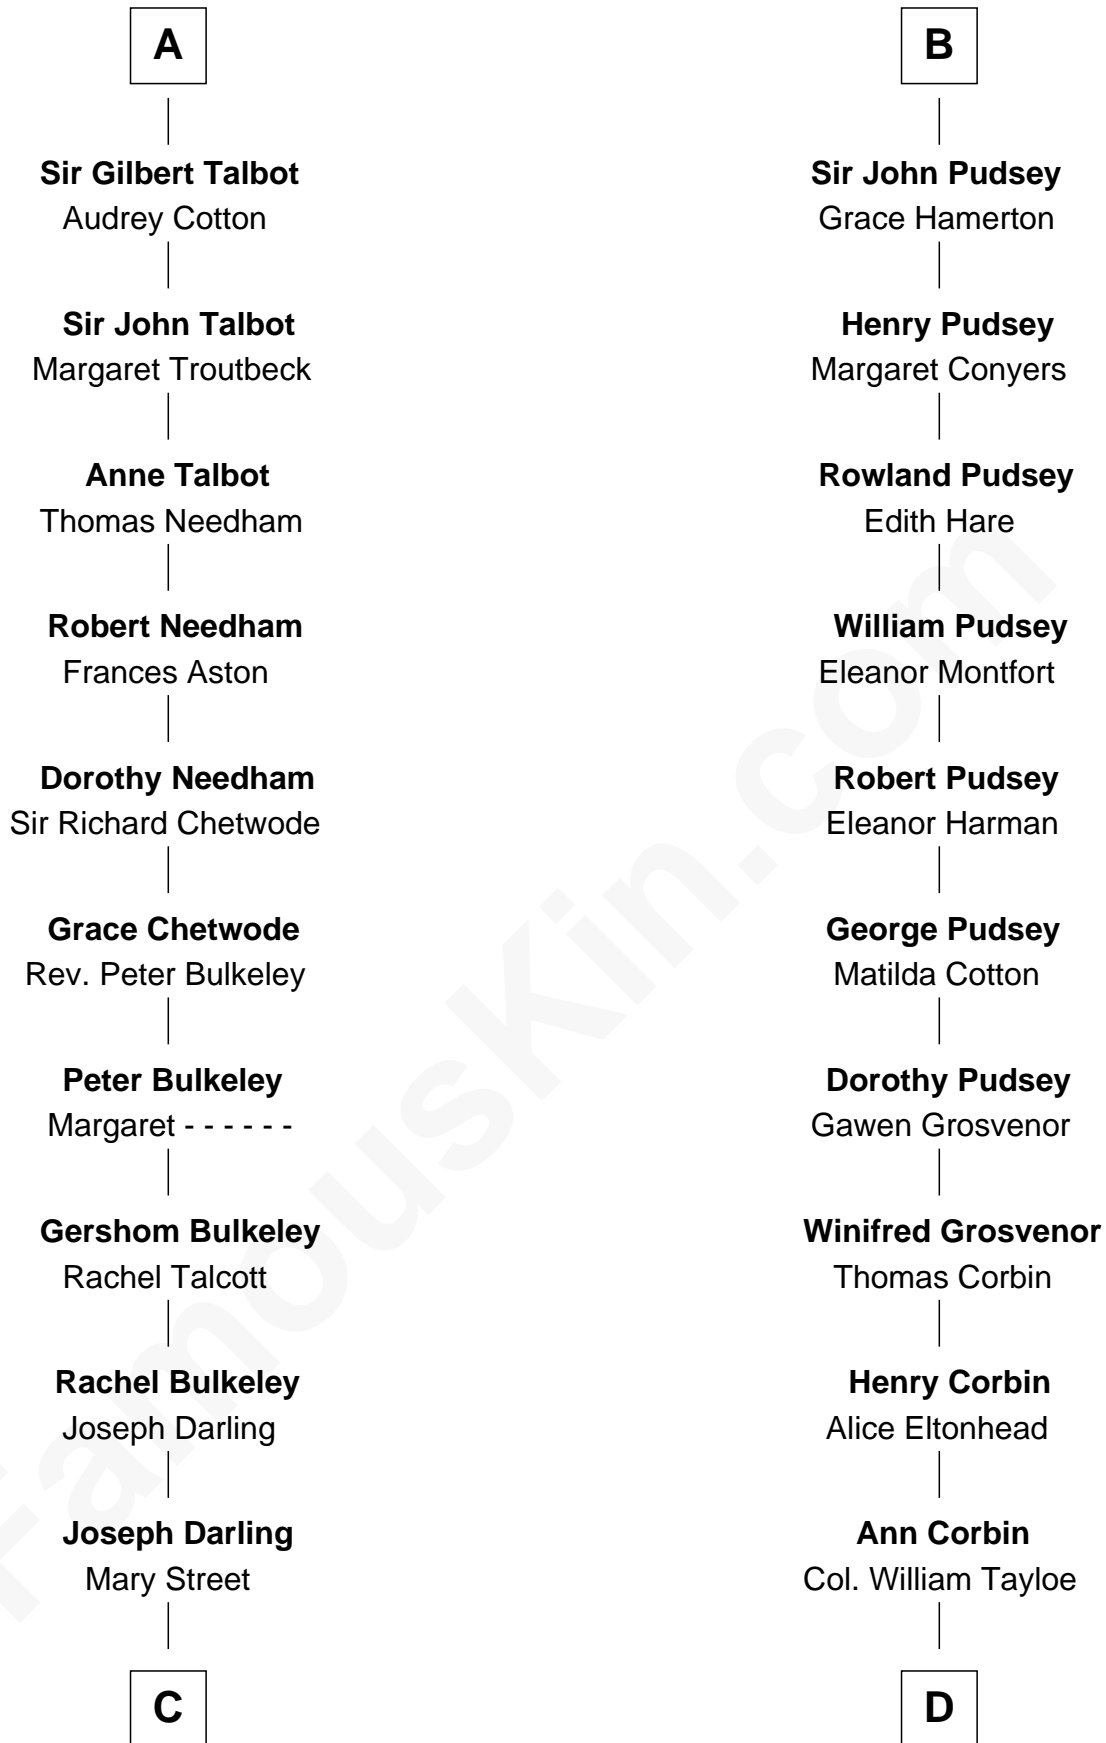 A
Sir Gilbert Talbot
Audrey Cotton
Sir John Talbot
Margaret Troutbeck
Anne Talbot
Thomas Needham
Robert Needham
Frances Aston
Dorothy Needham
Sir Richard Chetwode
Grace Chetwode
Rev. Peter Bulkeley
Peter Bulkeley
Margaret - - - - - -
Gershom Bulkeley
Rachel Talcott
Rachel Bulkeley
Joseph Darling
Joseph Darling
Mary Street
C
B
Sir John Pudsey
Grace Hamerton
Henry Pudsey
Margaret Conyers
Rowland Pudsey
Edith Hare
William Pudsey
Eleanor Montfort
Robert Pudsey
Eleanor Harman
George Pudsey
Matilda Cotton
Dorothy Pudsey
Gawen Grosvenor
Winifred Grosvenor
Thomas Corbin
Henry Corbin
Alice Eltonhead
Ann Corbin
Col. William Tayloe
D
FamousKin.com